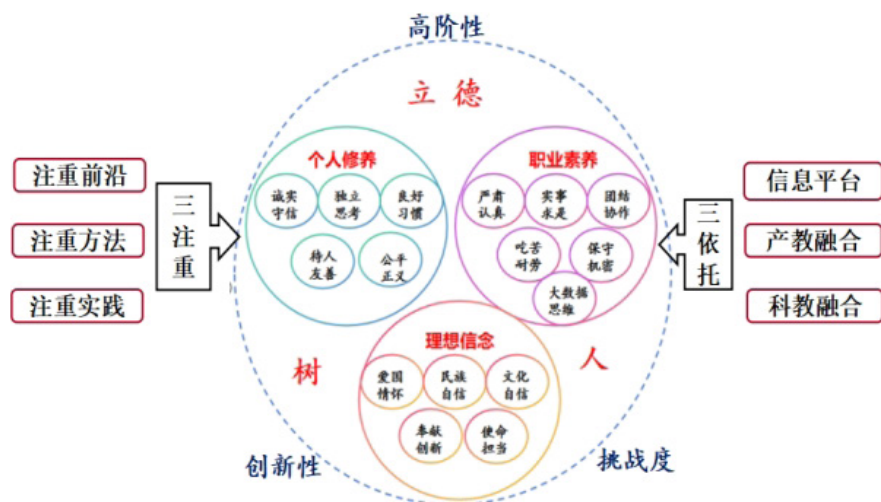 高阶性
立德
个人修养
诚实
守信
独立
思考
良好
习惯
待人
友善
公平
正义
职业素养
严肃
认真
实事
求是
团结
协作
吃苦
耐劳
保守
机密
大数据
思维
注重前沿
注重方法
注重实践
三注重
信息平台
产教融合
科教融合
三依托
树
人
理想信念
爱国
情怀
民族
自信
文化
自信
奉献
创新
使命
担当
创新性
挑战度